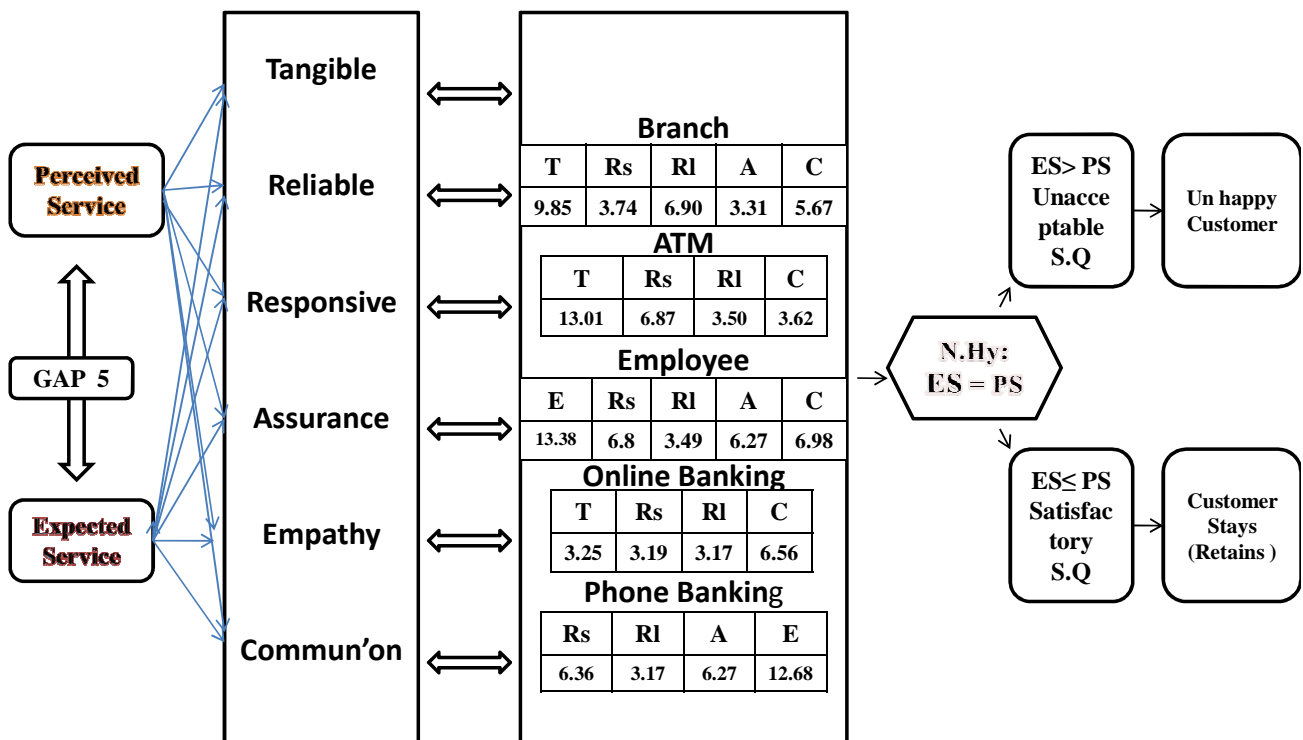 Perceived
Service
GAP 5
Expected
Service
Tangible
Reliable
Responsive
Assurance
Empathy
Commun’on
Branch
T Rs Rl A C
9.85 3.74 6.90 3.31 5.67
ATM
T Rs Rl C
13.01 6.87 3.50 3.62
Employee
E Rs Rl A C
13.38 6.8 3.49 6.27 6.98
Online Banking
T Rs Rl C
3.25 3.19 3.17 6.56
Phone Banking
Rs Rl A E
6.36 3.17 6.27 12.68
N.Hy:
ES = PS
ES> PS
Unacce
ptable
S.Q
Un happy
Customer
ES≤ PS
Satisfac
tory
S.Q
Customer
Stays
(Retains )